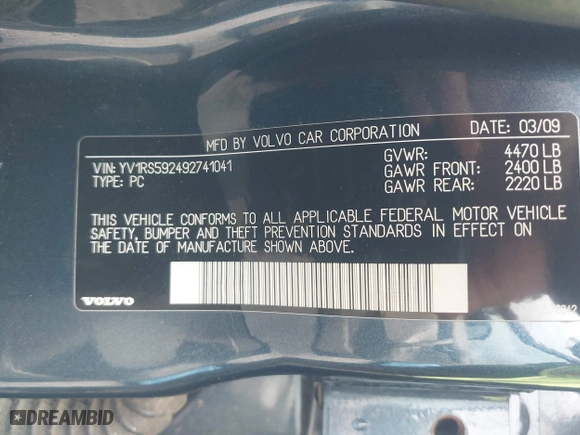 MFD BY VOLVO CAR CORPORATION DATE: 03/09
VIN: YV1RS592492741041 GVWR: 4470 LB
TYPE: PC GAWR FRONT: 2400 LB
GAWR REAR: 2220 LB
THIS VEHICLE CONFORMS TO ALL APPLICABLE FEDERAL MOTOR VEHICLE
SAFETY, BUMPER AND THEFT PREVENTION STANDARDS IN EFFECT ON
THE DATE OF MANUFACTURE SHOWN ABOVE.
VOLVO
DREAMBID